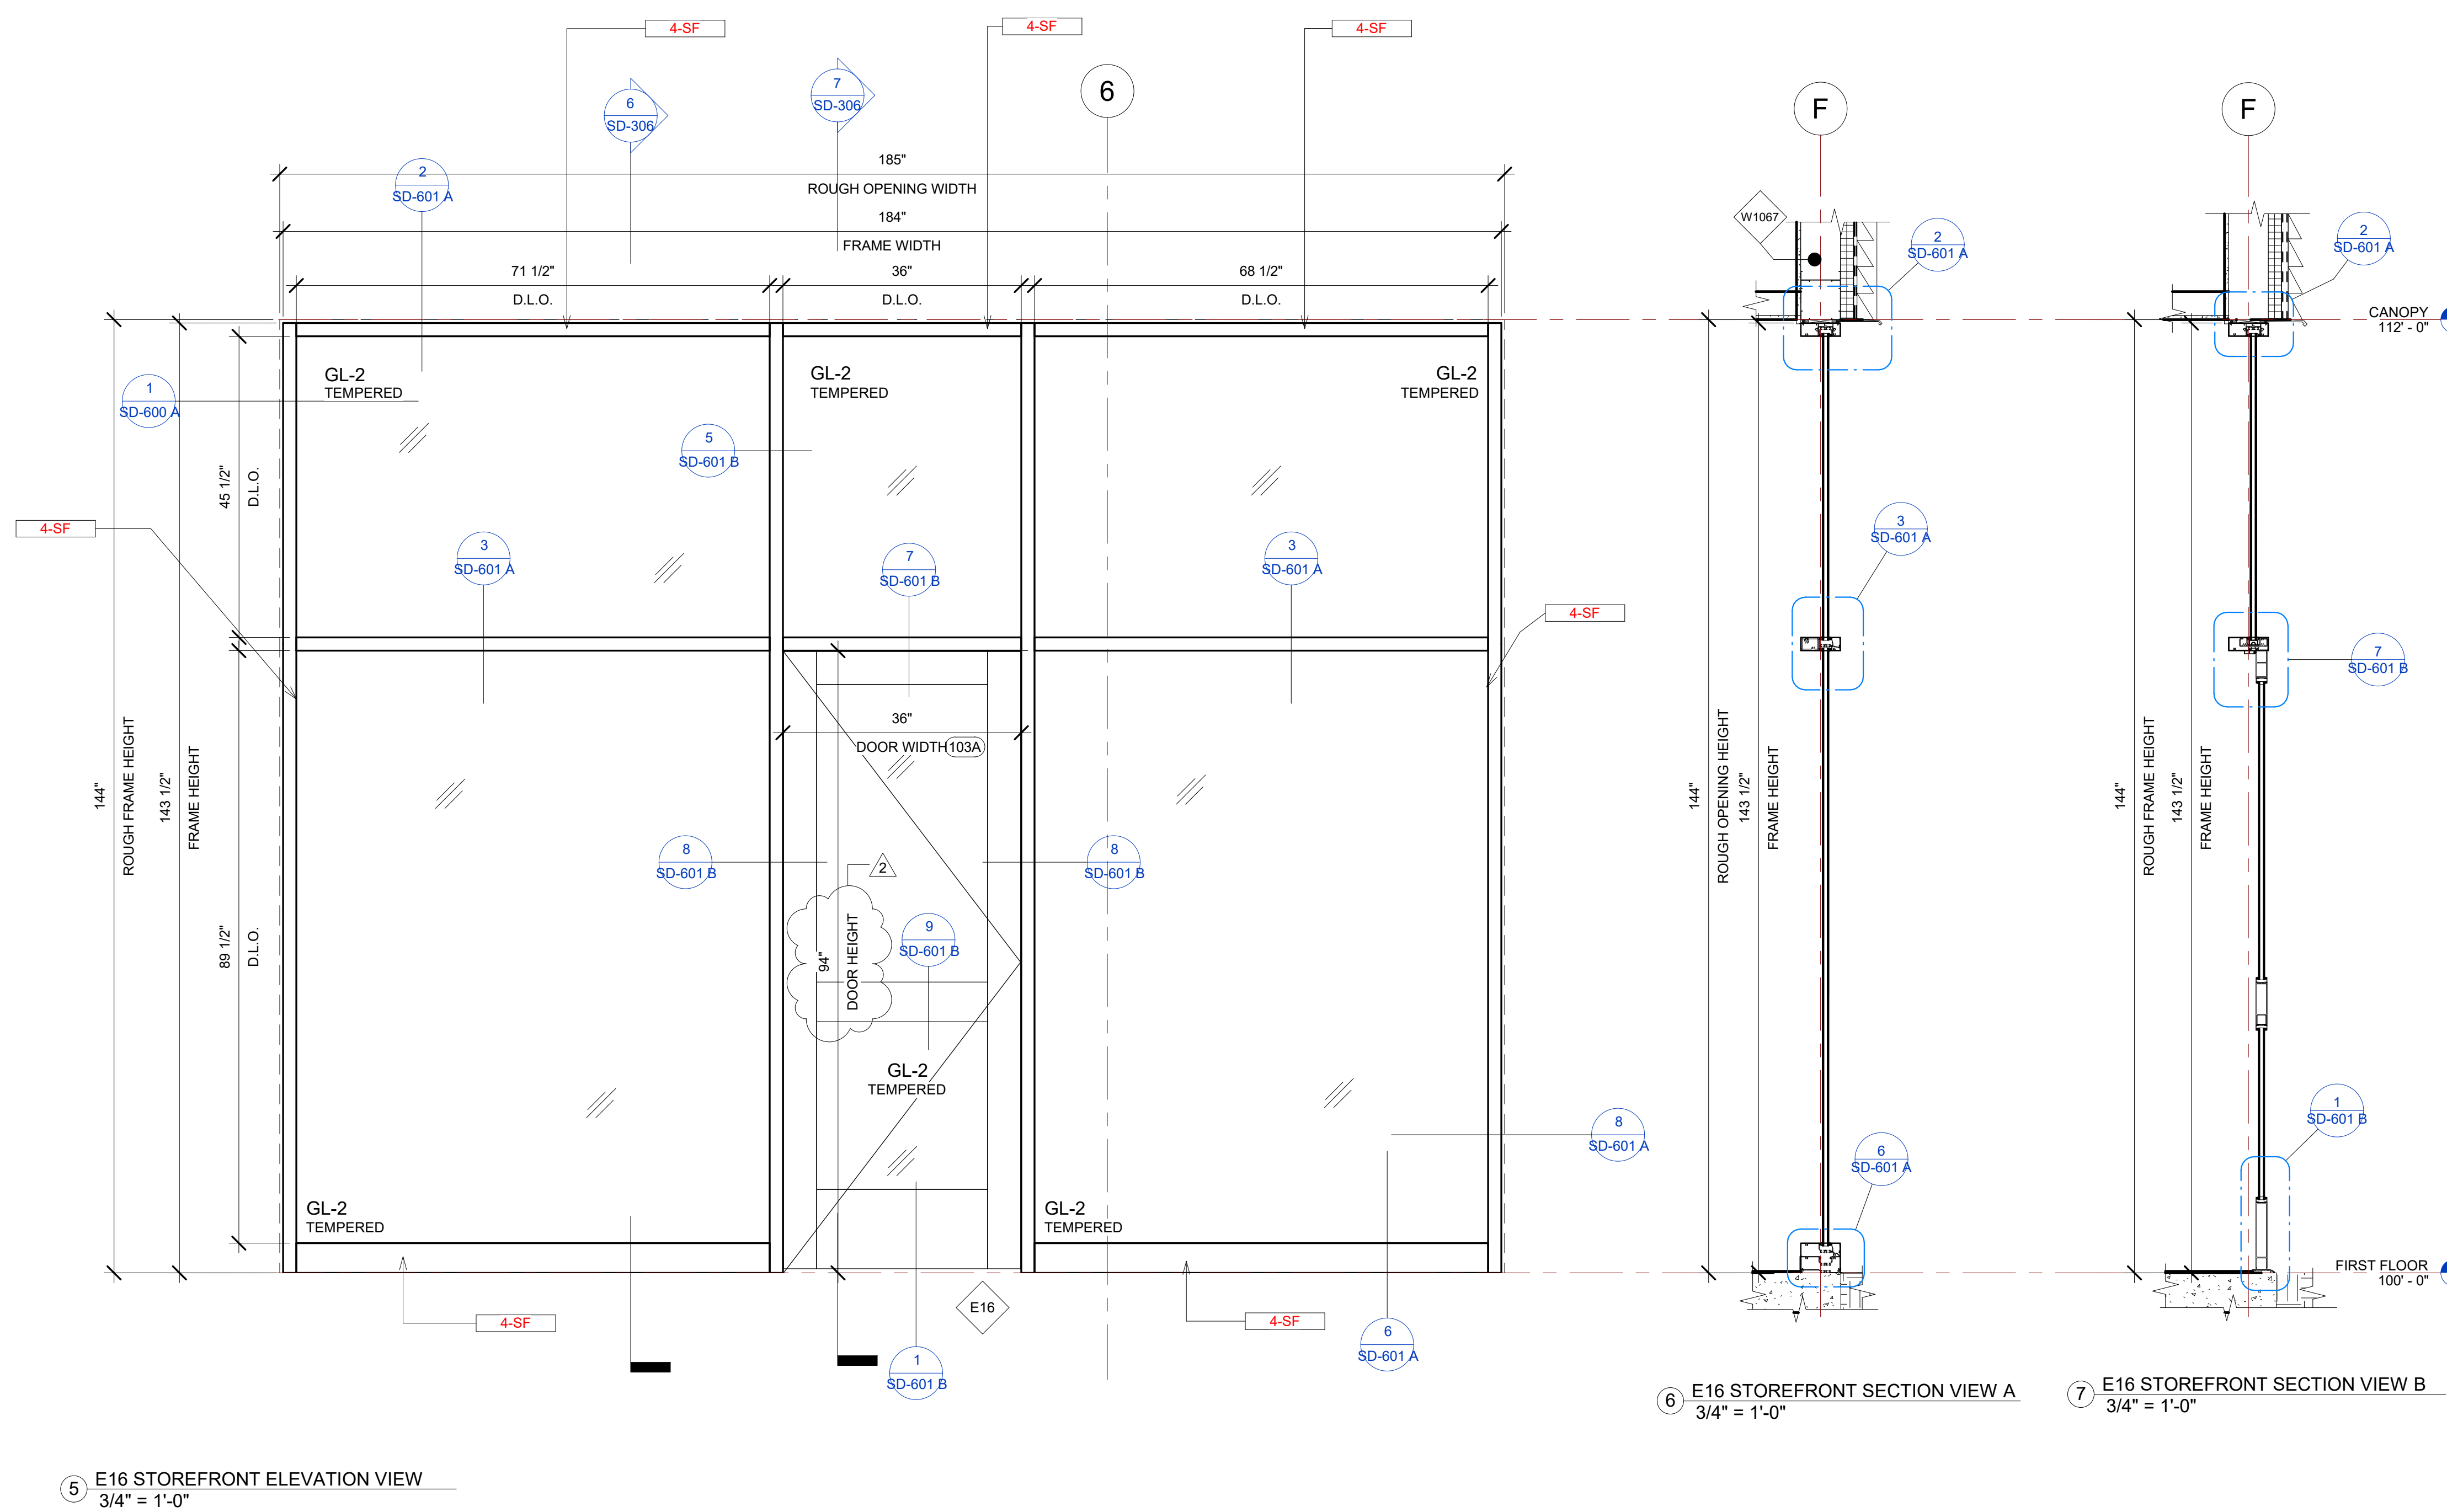 4-SF
4-SF
4-SF
6
SD-306
7
SD-306
6
F
F
2
SD-601 A
185"
ROUGH OPENING WIDTH
184"
FRAME WIDTH
71 1/2"
D.L.O.
36"
D.L.O.
68 1/2"
D.L.O.
W1067
2
SD-601 A
2
SD-601 A
CANOPY
112' - 0"
1
SD-600 A
GL-2
TEMPERED
GL-2
TEMPERED
GL-2
TEMPERED
5
SD-601 B
45 1/2"
D.L.O.
4-SF
3
SD-601 A
7
SD-601 B
3
SD-601 A
4-SF
3
SD-601 A
7
SD-601 B
36"
DOOR WIDTH
103A
144"
ROUGH FRAME HEIGHT
143 1/2"
FRAME HEIGHT
89 1/2"
D.L.O.
8
SD-601 B
2
8
SD-601 B
94"
DOOR HEIGHT
9
SD-601 B
144"
ROUGH OPENING HEIGHT
143 1/2"
FRAME HEIGHT
144"
ROUGH FRAME HEIGHT
143 1/2"
FRAME HEIGHT
GL-2
TEMPERED
8
SD-601 A
6
SD-601 A
1
SD-601 B
GL-2
TEMPERED
GL-2
TEMPERED
FIRST FLOOR
100' - 0"
4-SF
E16
4-SF
1
SD-601 B
6
SD-601 A
6
E16 STOREFRONT SECTION VIEW A
3/4" = 1'-0"
7
E16 STOREFRONT SECTION VIEW B
3/4" = 1'-0"
5
E16 STOREFRONT ELEVATION VIEW
3/4" = 1'-0"